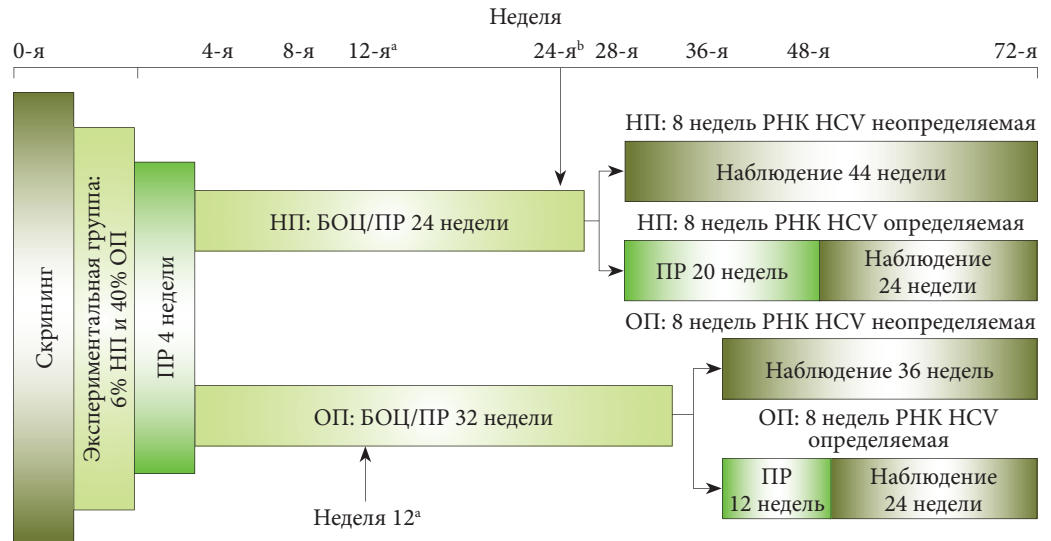 Неделя
0-я 4-я 8-я 12-яᵃ 24-яᵇ 28-я 36-я 48-я 72-я
Скрининг
Экспериментальная группа:
6% НП и 40% ОП
ПР 4 недели
НП: БОЦ/ПР 24 недели
НП: 8 недель РНК HCV неопределяемая
Наблюдение 44 недели
НП: 8 недель РНК HCV определяемая
ПР 20 недель
Наблюдение
24 недели
ОП: БОЦ/ПР 32 недели
ОП: 8 недель РНК HCV неопределяемая
Наблюдение 36 недель
ОП: 8 недель РНК HCV
определяемая
ПР
12 недель
Наблюдение
24 недели
Неделя 12ᵃ